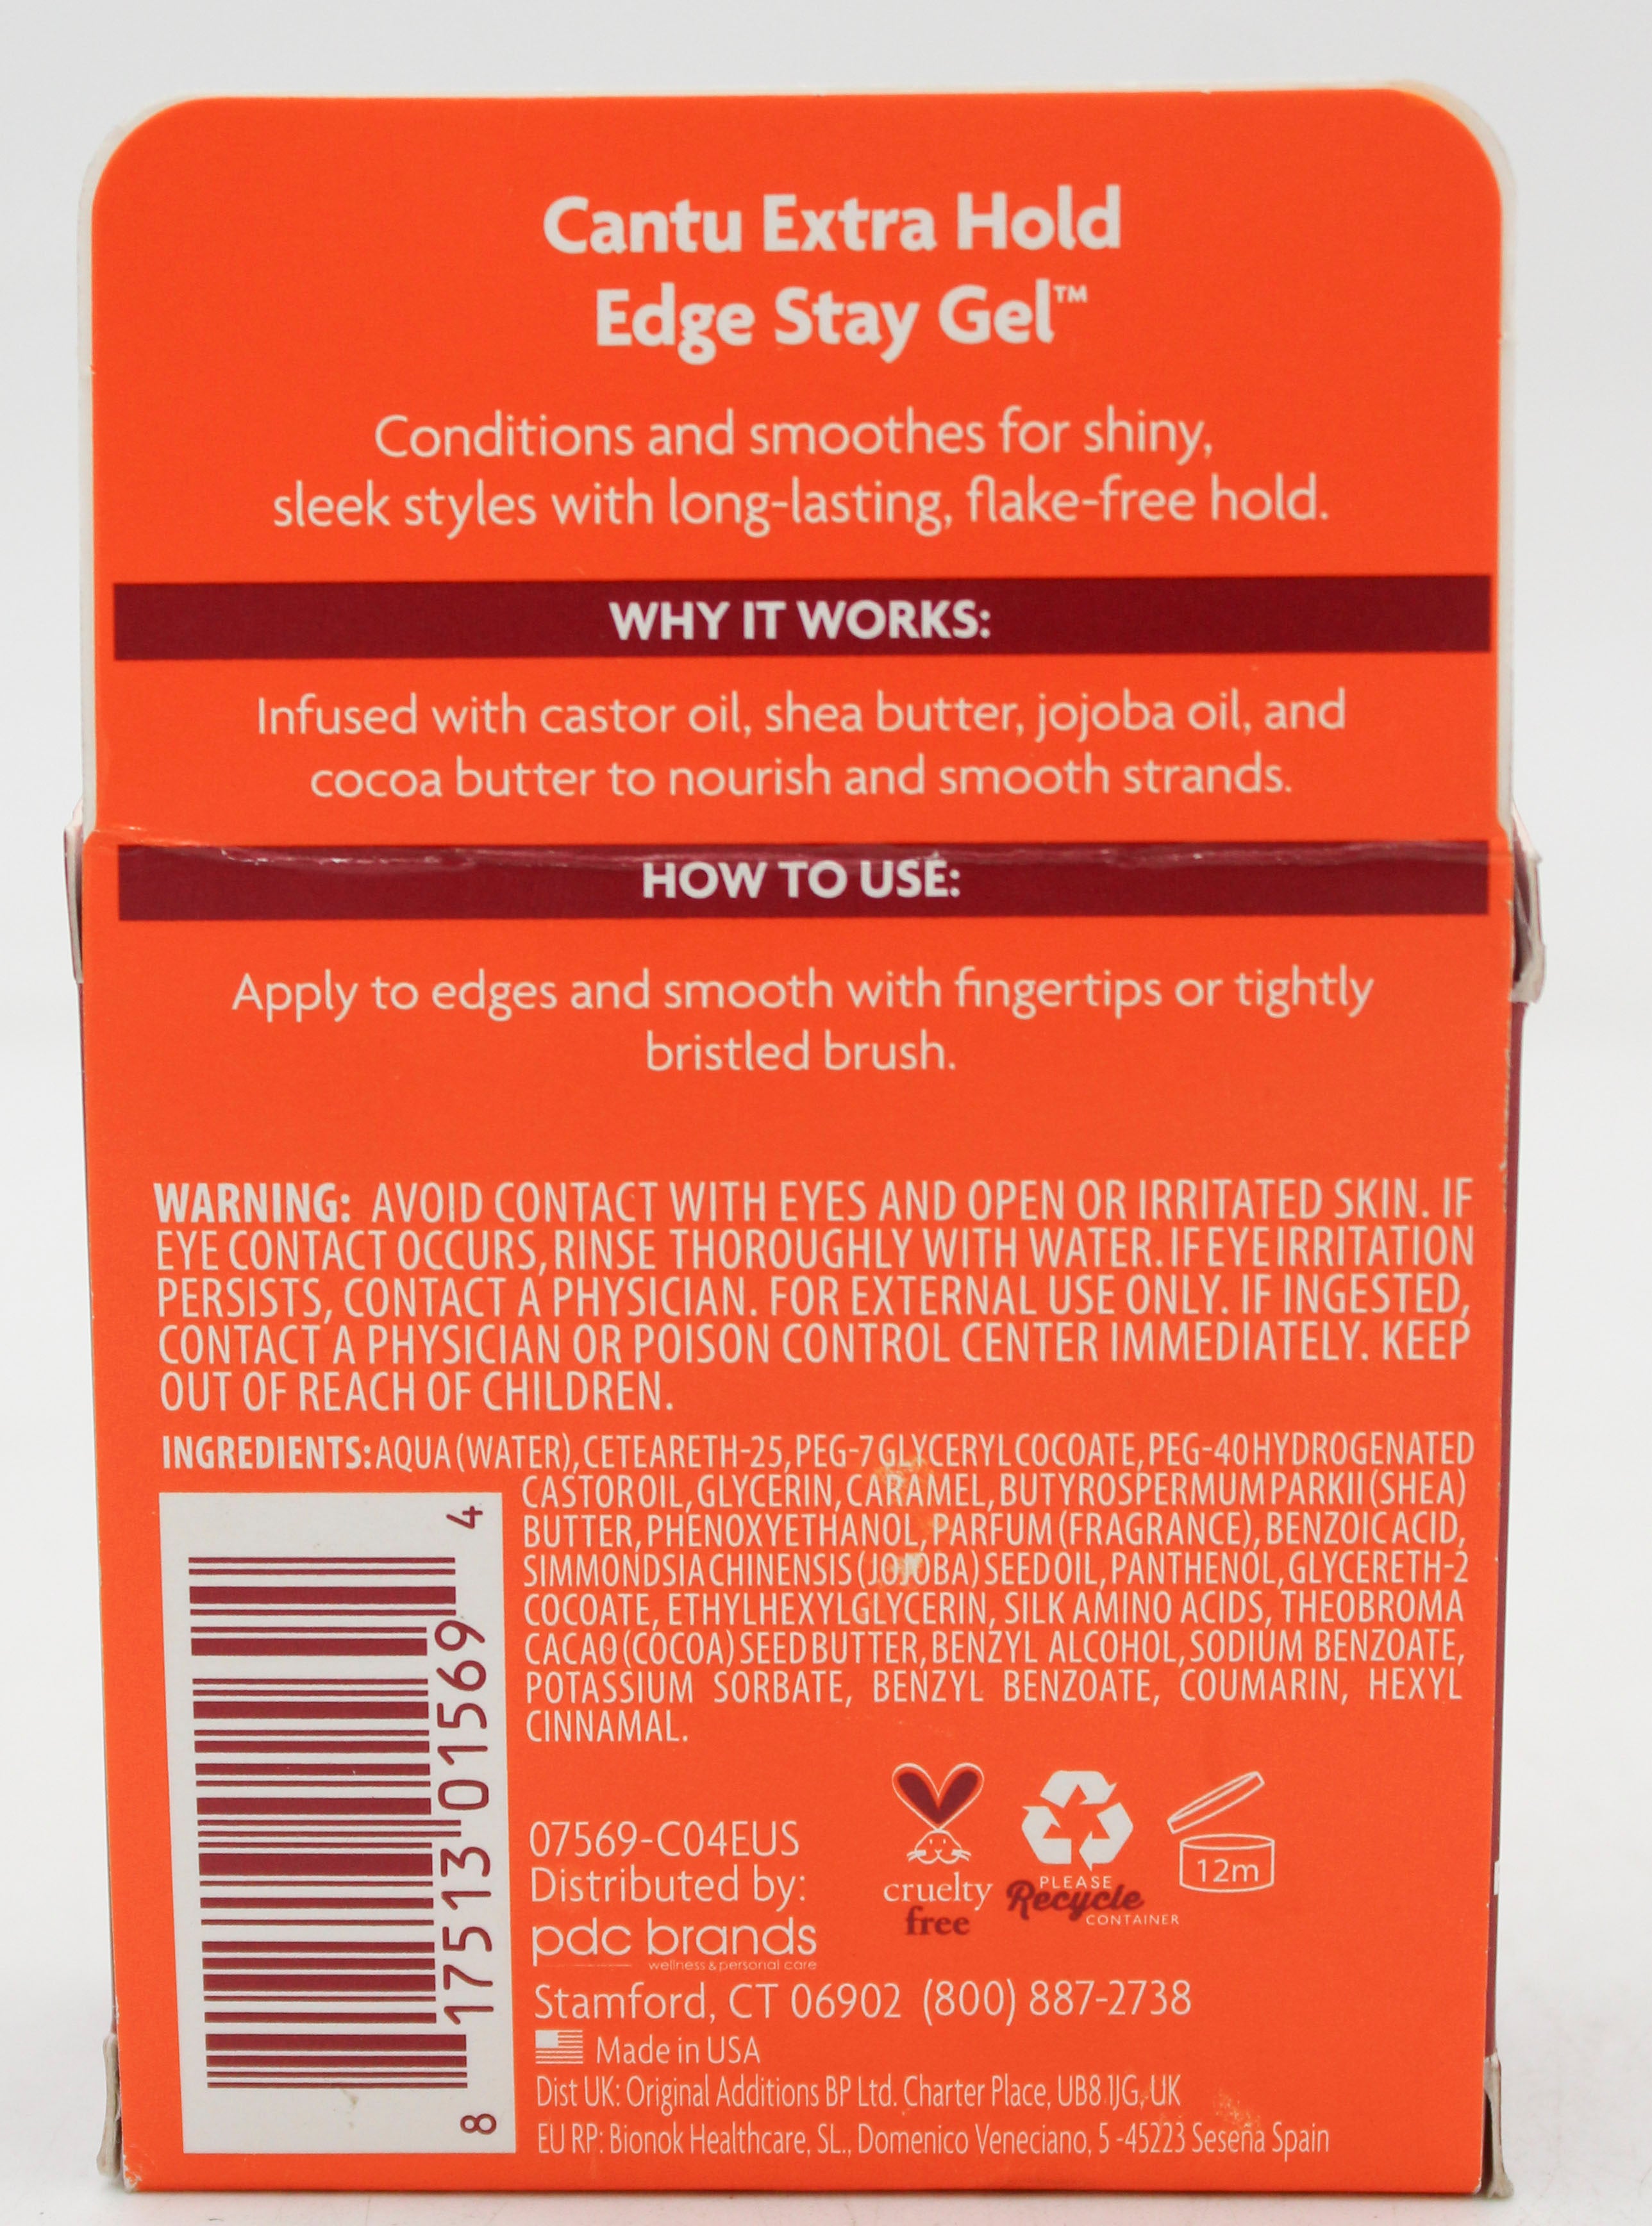 Cantu Extra Hold
Edge Stay Gel™
Conditions and smoothes for shiny,
sleek styles with long-lasting, flake-free hold.
WHY IT WORKS:
Infused with castor oil, shea butter, jojoba oil, and
cocoa butter to nourish and smooth strands.
HOW TO USE:
Apply to edges and smooth with fingertips or tightly
bristled brush.
WARNING: AVOID CONTACT WITH EYES AND OPEN OR IRRITATED SKIN. IF
EYE CONTACT OCCURS, RINSE THOROUGHLY WITH WATER. IF EYE IRRITATION
PERSISTS, CONTACT A PHYSICIAN. FOR EXTERNAL USE ONLY. IF INGESTED,
CONTACT A PHYSICIAN OR POISON CONTROL CENTER IMMEDIATELY. KEEP
OUT OF REACH OF CHILDREN.
INGREDIENTS: AQUA (WATER), CETEARETH-25, PEG-7 GLYCERYL COCOATE, PEG-40 HYDROGENATED
CASTOR OIL, GLYCERIN, CARAMEL, BUTYROSPERMUM PARKII (SHEA)
BUTTER, PHENOXYETHANOL, PARFUM (FRAGRANCE), BENZOIC ACID,
SIMMONDSIA CHINENSIS (JOJOBA) SEED OIL, PANTHENOL, GLYCERETH-2
COCOATE, ETHYLHEXYLGLYCERIN, SILK AMINO ACIDS, THEOBROMA
CACAO (COCOA) SEED BUTTER, BENZYL ALCOHOL, SODIUM BENZOATE,
POTASSIUM SORBATE, BENZYL BENZOATE, COUMARIN, HEXYL
CINNAMAL.
8 17513 01569 4
07569-C04EUS
Distributed by:
pdc brands
wellness & personal care
Stamford, CT 06902 (800) 887-2738
Made in USA
Dist UK: Original Additions BP Ltd. Charter Place, UB8 1JG, UK
EU RP: Bionok Healthcare, SL., Domenico Veneciano, 5 -45223 Seseña Spain
cruelty
free
PLEASE
Recycle
CONTAINER
12m